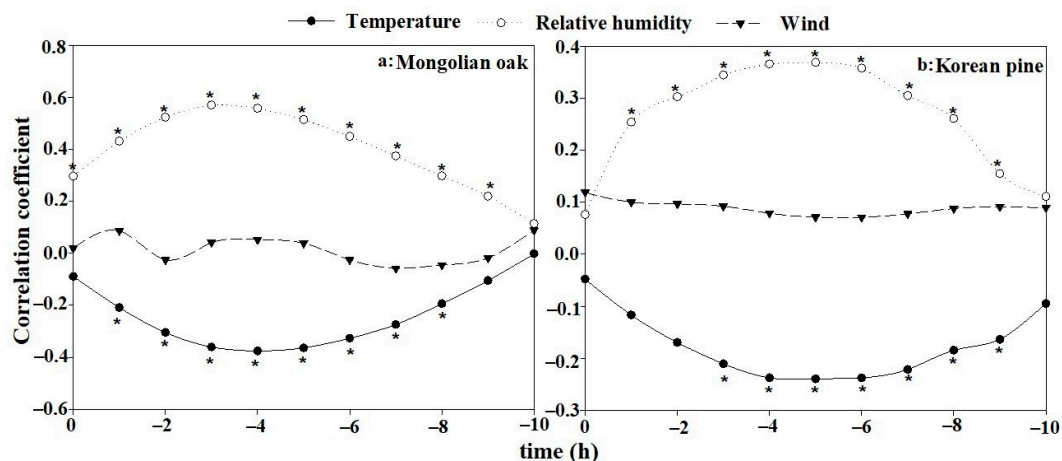 Temperature Relative humidity Wind
a:Mongolian oak
b:Korean pine
Correlation coefficient
0.8
0.6
0.4
0.2
0.0
−0.2
−0.4
−0.6
0 −2 −4 −6 −8 −10
0.4
0.3
0.2
0.1
0.0
−0.1
−0.2
−0.3
0 −2 −4 −6 −8 −10
time (h)